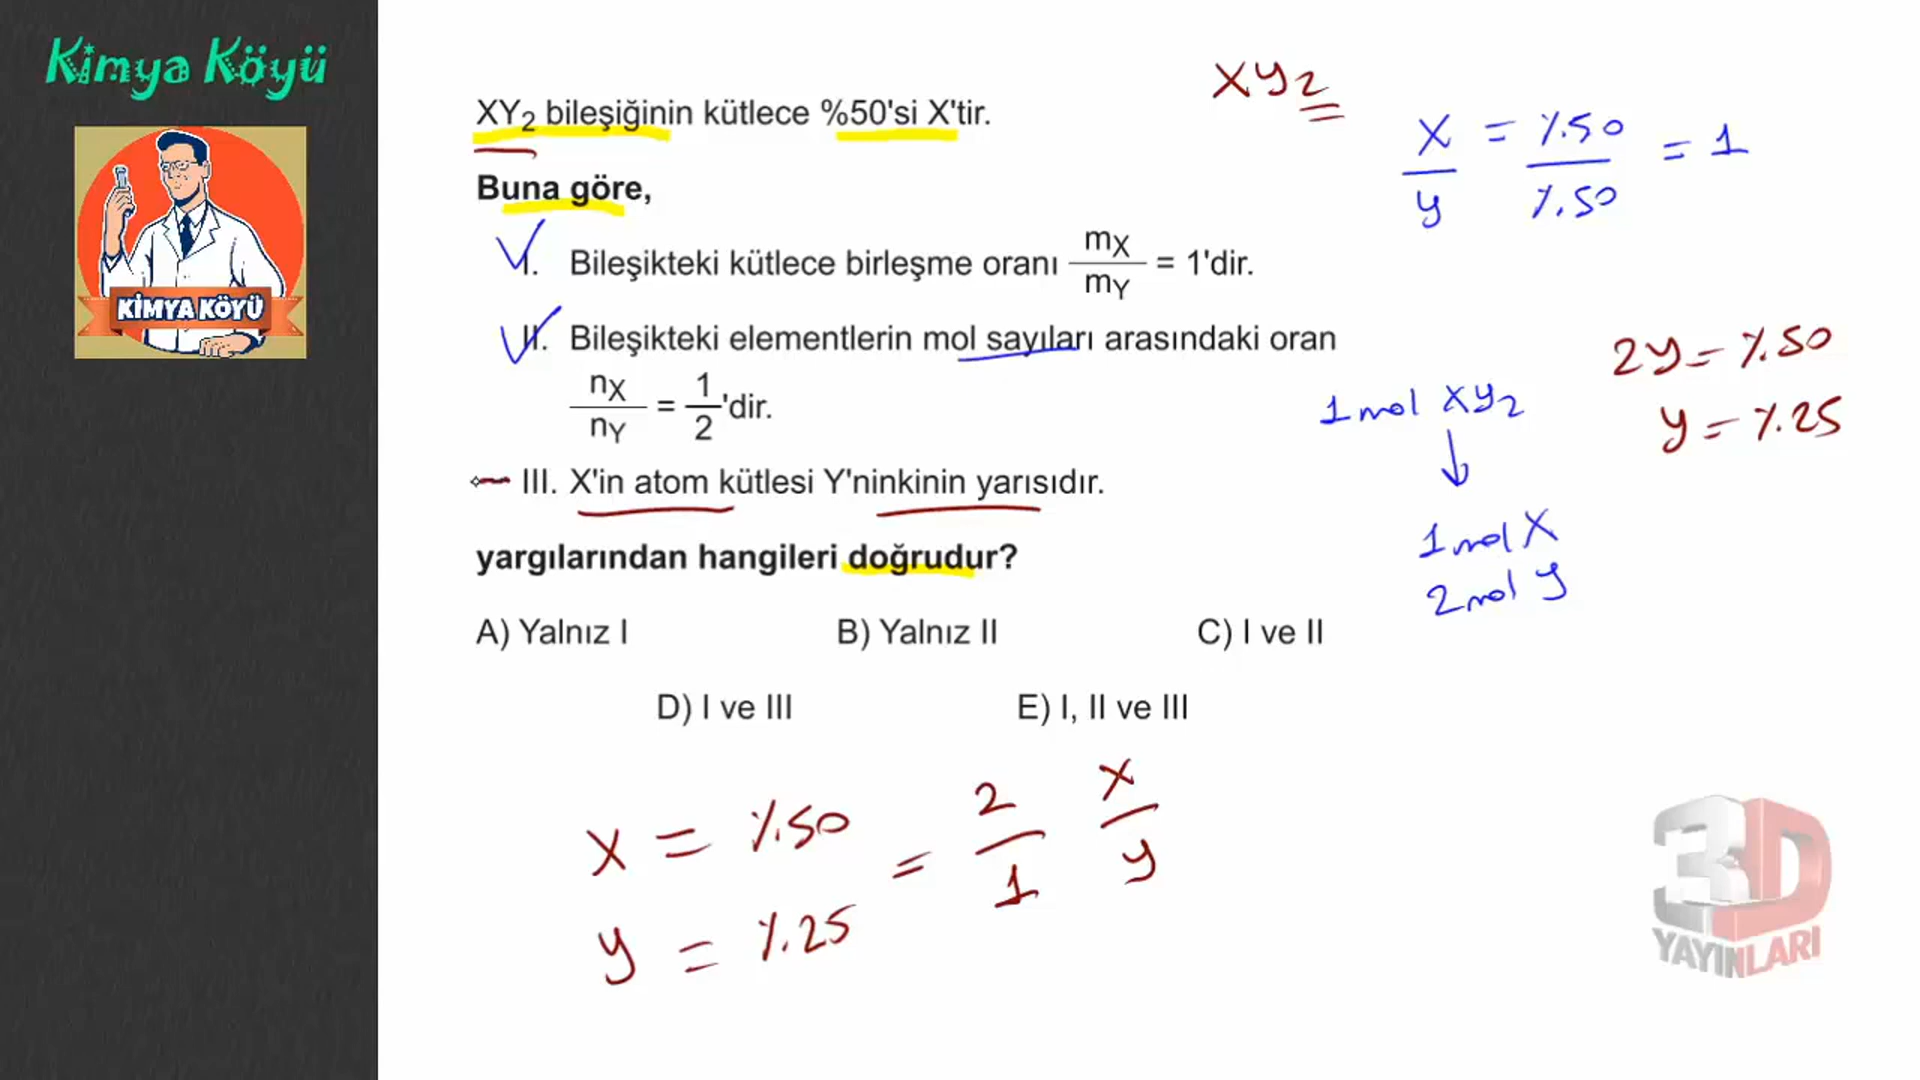 Kimya Köyü
KİMYA KÖYÜ
XY₂ bileşiğinin kütlece %50'si X'tir.
Buna göre,
I. Bileşikteki kütlece birleşme oranı mX/mY = 1'dir.
II. Bileşikteki elementlerin mol sayıları arasındaki oran
nX/nY = 1/2'dir.
III. X'in atom kütlesi Y'ninkinin yarısıdır.
yargılarından hangileri doğrudur?
A) Yalnız I
B) Yalnız II
C) I ve II
D) I ve III
E) I, II ve III
XY₂
X/y = %50/%50 = 1
2y = %50
y = %25
1 mol XY₂
↓
1 mol X
2 mol y
X = %50
y = %25
= 2/1 X/y
3D
YAYINLARI